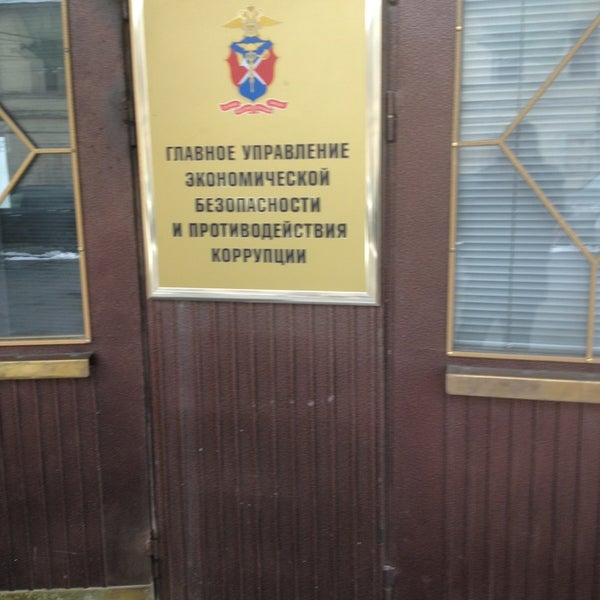 ГЛАВНОЕ УПРАВЛЕНИЕ
ЭКОНОМИЧЕСКОЙ
БЕЗОПАСНОСТИ
И ПРОТИВОДЕЙСТВИЯ
КОРРУПЦИИ